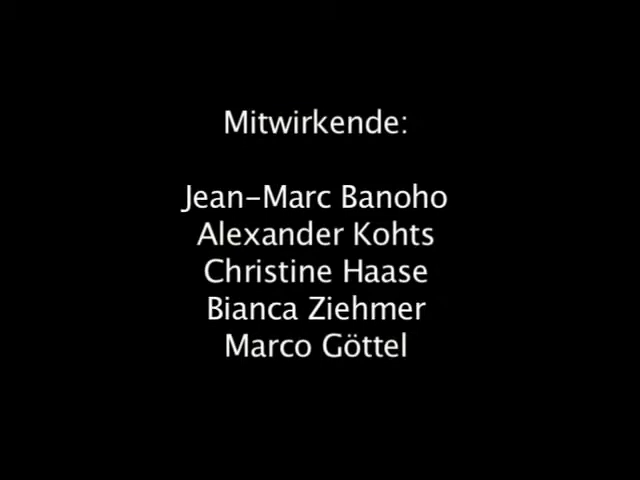 Mitwirkende:
Jean-Marc Banoho
Alexander Kohts
Christine Haase
Bianca Ziehmer
Marco Göttel